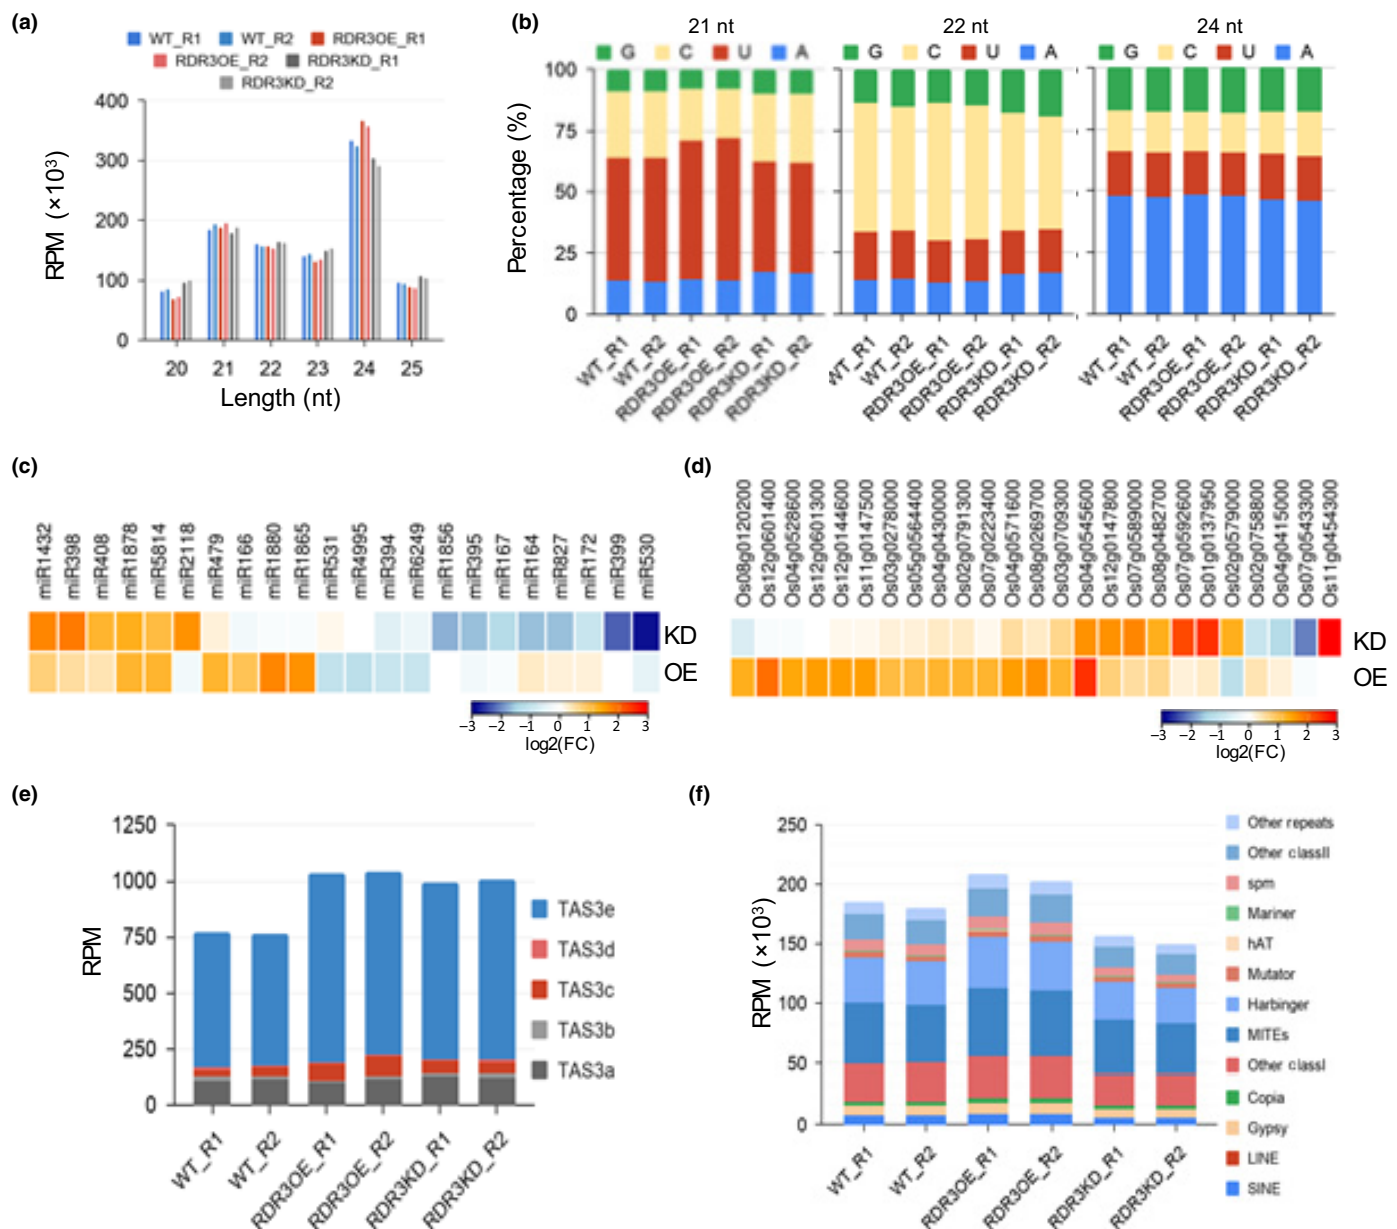 (a)
WT_R1 WT_R2 RDR3OE_R1
RDR3OE_R2 RDR3KD_R1
RDR3KD_R2
RPM (×10³)
400
300
200
100
0
20 21 22 23 24 25
Length (nt)
(b)
21 nt 22 nt 24 nt
G C U A G C U A G C U A
Percentage (%)
100
75
50
25
0
WT_R1 WT_R2 RDR3OE_R1 RDR3OE_R2 RDR3KD_R1 RDR3KD_R2
WT_R1 WT_R2 RDR3OE_R1 RDR3OE_R2 RDR3KD_R1 RDR3KD_R2
WT_R1 WT_R2 RDR3OE_R1 RDR3OE_R2 RDR3KD_R1 RDR3KD_R2
(c)
miR1432 miR398 miR408 miR1878 miR5814 miR2118 miR479 miR166 miR1880 miR1865 miR531 miR4995 miR394 miR6249 miR1856 miR395 miR167 miR164 miR827 miR172 miR399 miR530
KD
OE
−3 −2 −1 0 1 2 3
log2(FC)
(d)
Os08g0120200 Os12g0601400 Os04g0528600 Os12g0601300 Os12g0144600 Os11g0147500 Os03g0278000 Os05g0564400 Os04g0430000 Os02g0791300 Os07g0223400 Os04g0571600 Os08g0269700 Os03g0709300 Os04g0545600 Os12g0147800 Os07g0589000 Os08g0482700 Os07g0592600 Os01g0137950 Os02g0579000 Os02g0758800 Os04g0415000 Os07g0543300 Os11g0454300
KD
OE
−3 −2 −1 0 1 2 3
log2(FC)
(e)
RPM
1250
1000
750
500
250
0
TAS3e
TAS3d
TAS3c
TAS3b
TAS3a
WT_R1 WT_R2 RDR3OE_R1 RDR3OE_R2 RDR3KD_R1 RDR3KD_R2
(f)
RPM (×10³)
250
200
150
100
50
0
Other repeats
Other classII
spm
Mariner
hAT
Mutator
Harbinger
MITEs
Other classI
Copia
Gypsy
LINE
SINE
WT_R1 WT_R2 RDR3OE_R1 RDR3OE_R2 RDR3KD_R1 RDR3KD_R2